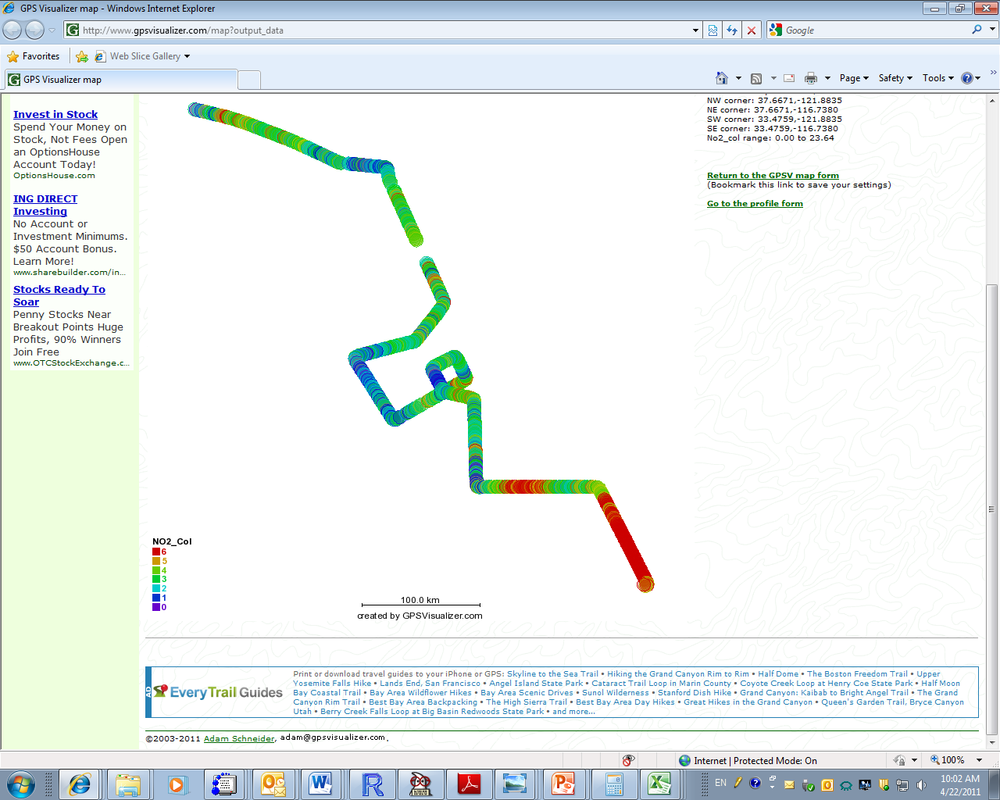 GPS Visualizer map - Windows Internet Explorer
http://www.gpsvisualizer.com/map?output_data
Google
Favorites
Web Slice Gallery
GPS Visualizer map
Page
Safety
Tools
Invest in Stock
Spend Your Money on
Stock, Not Fees Open
an OptionsHouse
Account Today!
OptionsHouse.com
ING DIRECT
Investing
No Account or
Investment Minimums.
$50 Account Bonus.
Learn More!
www.sharebuilder.com/in...
Stocks Ready To
Soar
Penny Stocks Near
Breakout Points Huge
Profits, 90% Winners
Join Free
www.OTCStockExchange.c...
NO2_Col
6
5
4
3
2
1
0
100.0 km
created by GPSVisualizer.com
NW corner: 37.6671,-121.8835
NE corner: 37.6671,-116.7380
SW corner: 33.4759,-121.8835
SE corner: 33.4759,-116.7380
No2_col range: 0.00 to 23.64
Return to the GPSV map form
(Bookmark this link to save your settings)
Go to the profile form
AD
EveryTrail Guides
Print or download travel guides to your iPhone or GPS: Skyline to the Sea Trail • Hiking the Grand Canyon Rim to Rim • Half Dome • The Boston Freedom Trail • Upper
Yosemite Falls Hike • Lands End, San Francisco • Angel Island State Park • Cataract Trail Loop in Marin County • Coyote Creek Loop at Henry Coe State Park • Half Moon
Bay Coastal Trail • Bay Area Wildflower Hikes • Bay Area Scenic Drives • Sunol Wilderness • Stanford Dish Hike • Grand Canyon: Kaibab to Bright Angel Trail • The Grand
Canyon Rim Trail • Best Bay Area Backpacking • The High Sierra Trail • Best Bay Area Day Hikes • Great Hikes in the Grand Canyon • Queen's Garden Trail, Bryce Canyon
Utah • Berry Creek Falls Loop at Big Basin Redwoods State Park • and more...
©2003-2011 Adam Schneider, adam@gpsvisualizer.com.
Internet | Protected Mode: On
100%
EN
10:02 AM
4/22/2011